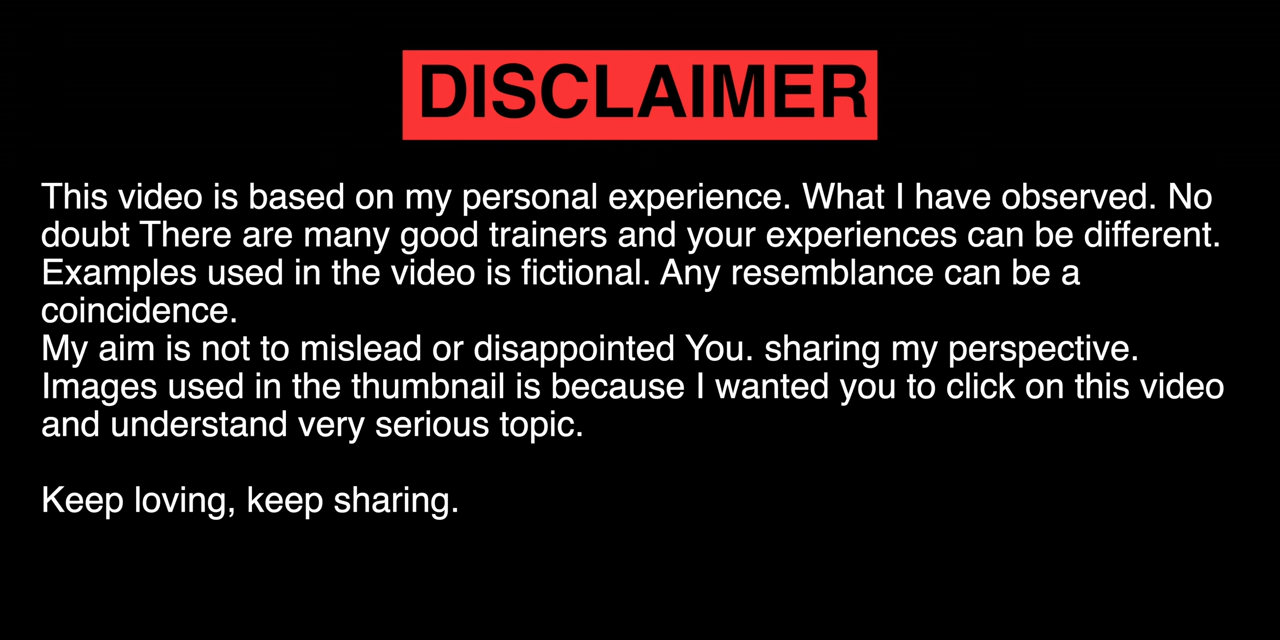 DISCLAIMER
This video is based on my personal experience. What I have observed. No
doubt There are many good trainers and your experiences can be different.
Examples used in the video is fictional. Any resemblance can be a
coincidence.
My aim is not to mislead or disappointed You. sharing my perspective.
Images used in the thumbnail is because I wanted you to click on this video
and understand very serious topic.
Keep loving, keep sharing.